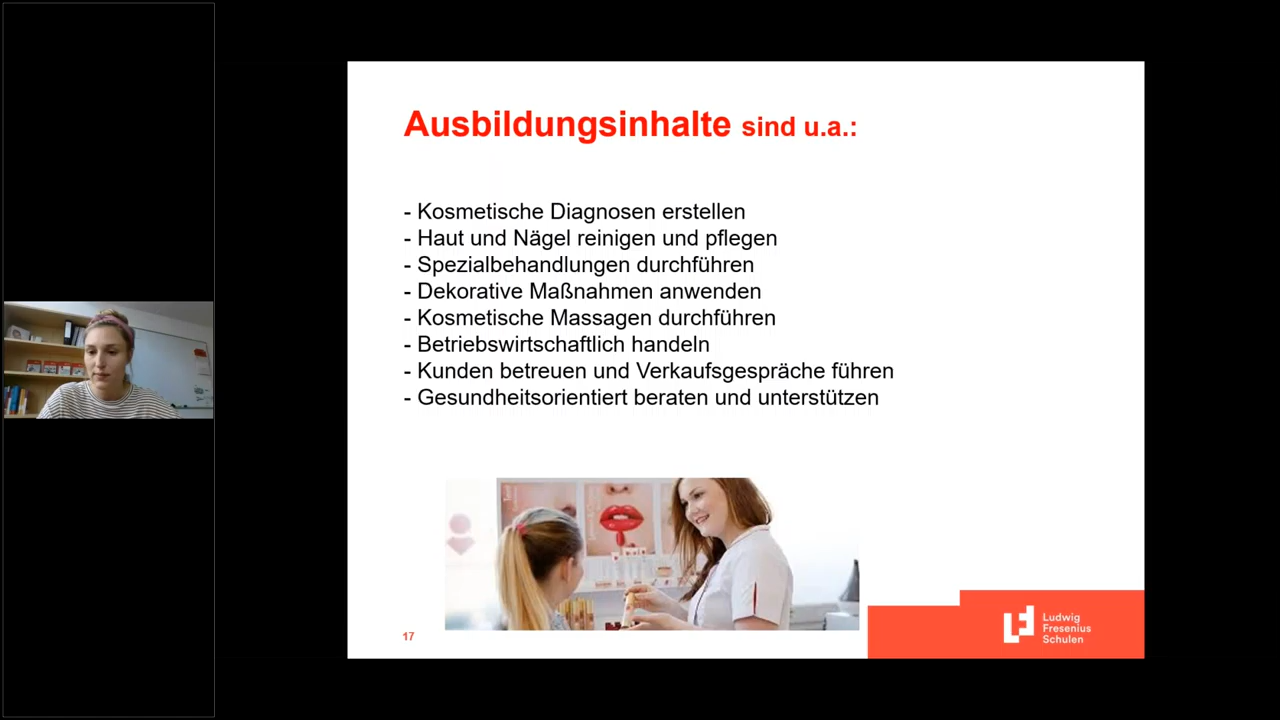 Ausbildungsinhalte sind u.a.:
- Kosmetische Diagnosen erstellen
- Haut und Nägel reinigen und pflegen
- Spezialbehandlungen durchführen
- Dekorative Maßnahmen anwenden
- Kosmetische Massagen durchführen
- Betriebswirtschaftlich handeln
- Kunden betreuen und Verkaufsgespräche führen
- Gesundheitsorientiert beraten und unterstützen
17
Ludwig
Fresenius
Schulen